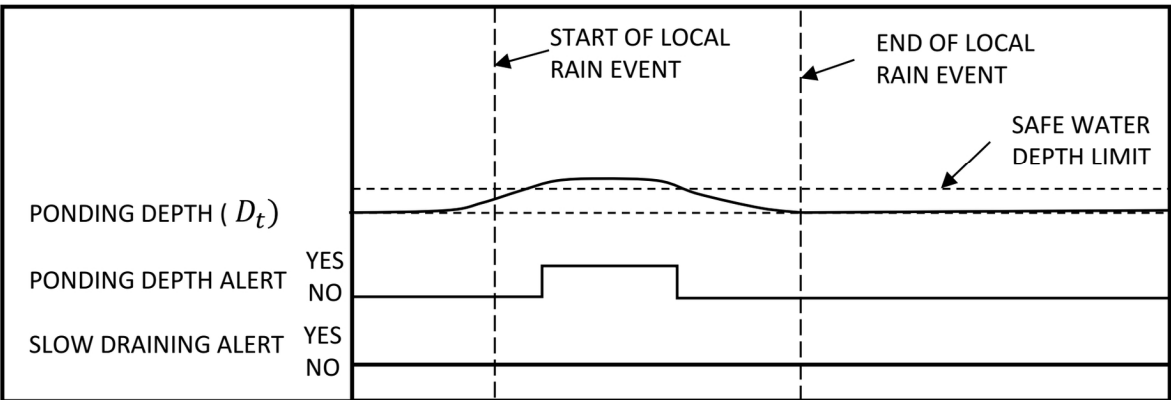 START OF LOCAL
RAIN EVENT
END OF LOCAL
RAIN EVENT
SAFE WATER
DEPTH LIMIT
PONDING DEPTH ( D_t)
PONDING DEPTH ALERT
YES
NO
SLOW DRAINING ALERT
YES
NO